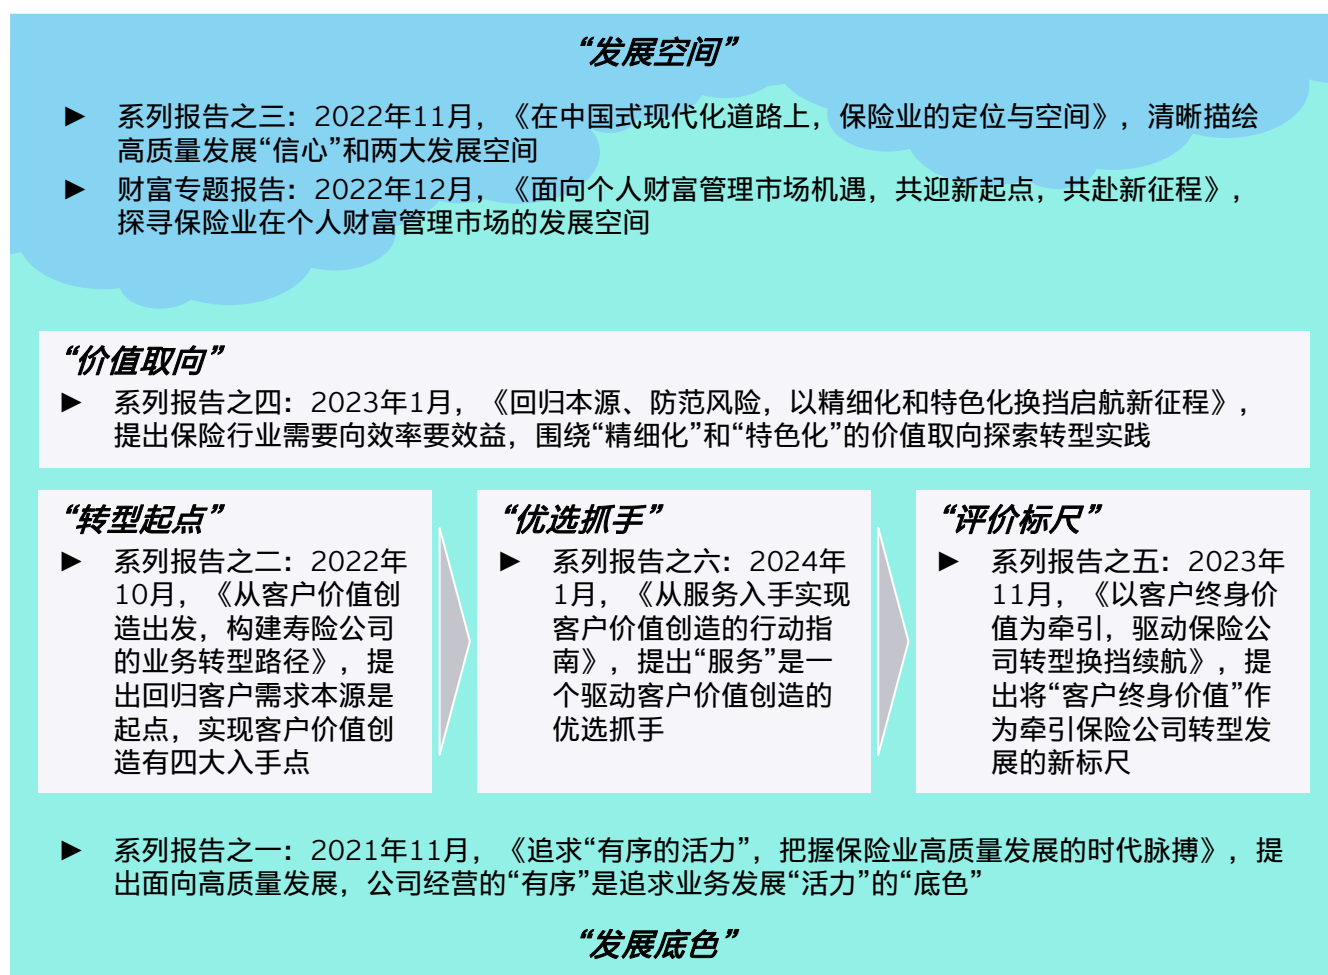 “发展空间”
► 系列报告之三：2022年11月，《在中国式现代化道路上，保险业的定位与空间》，清晰描绘
高质量发展“信心”和两大发展空间
► 财富专题报告：2022年12月，《面向个人财富管理市场机遇，共迎新起点，共赴新征程》，
探寻保险业在个人财富管理市场的发展空间
“价值取向”
► 系列报告之四：2023年1月，《回归本源、防范风险，以精细化和特色化换挡启航新征程》，
提出保险行业需要向效率要效益，围绕“精细化”和“特色化”的价值取向探索转型实践
“转型起点”
► 系列报告之二：2022年
10月，《从客户价值创
造出发，构建寿险公司
的业务转型路径》，提
出回归客户需求本源是
起点，实现客户价值创
造有四大入手点
“优选抓手”
► 系列报告之六：2024年
1月，《从服务入手实现
客户价值创造的行动指
南》，提出“服务”是一
个驱动客户价值创造的
优选抓手
“评价标尺”
► 系列报告之五：2023年
11月，《以客户终身价
值为牵引，驱动保险公
司转型换挡续航》，提
出将“客户终身价值”作
为牵引保险公司转型发
展的新标尺
► 系列报告之一：2021年11月，《追求“有序的活力”，把握保险业高质量发展的时代脉搏》，提
出面向高质量发展，公司经营的“有序”是追求业务发展“活力”的“底色”
“发展底色”